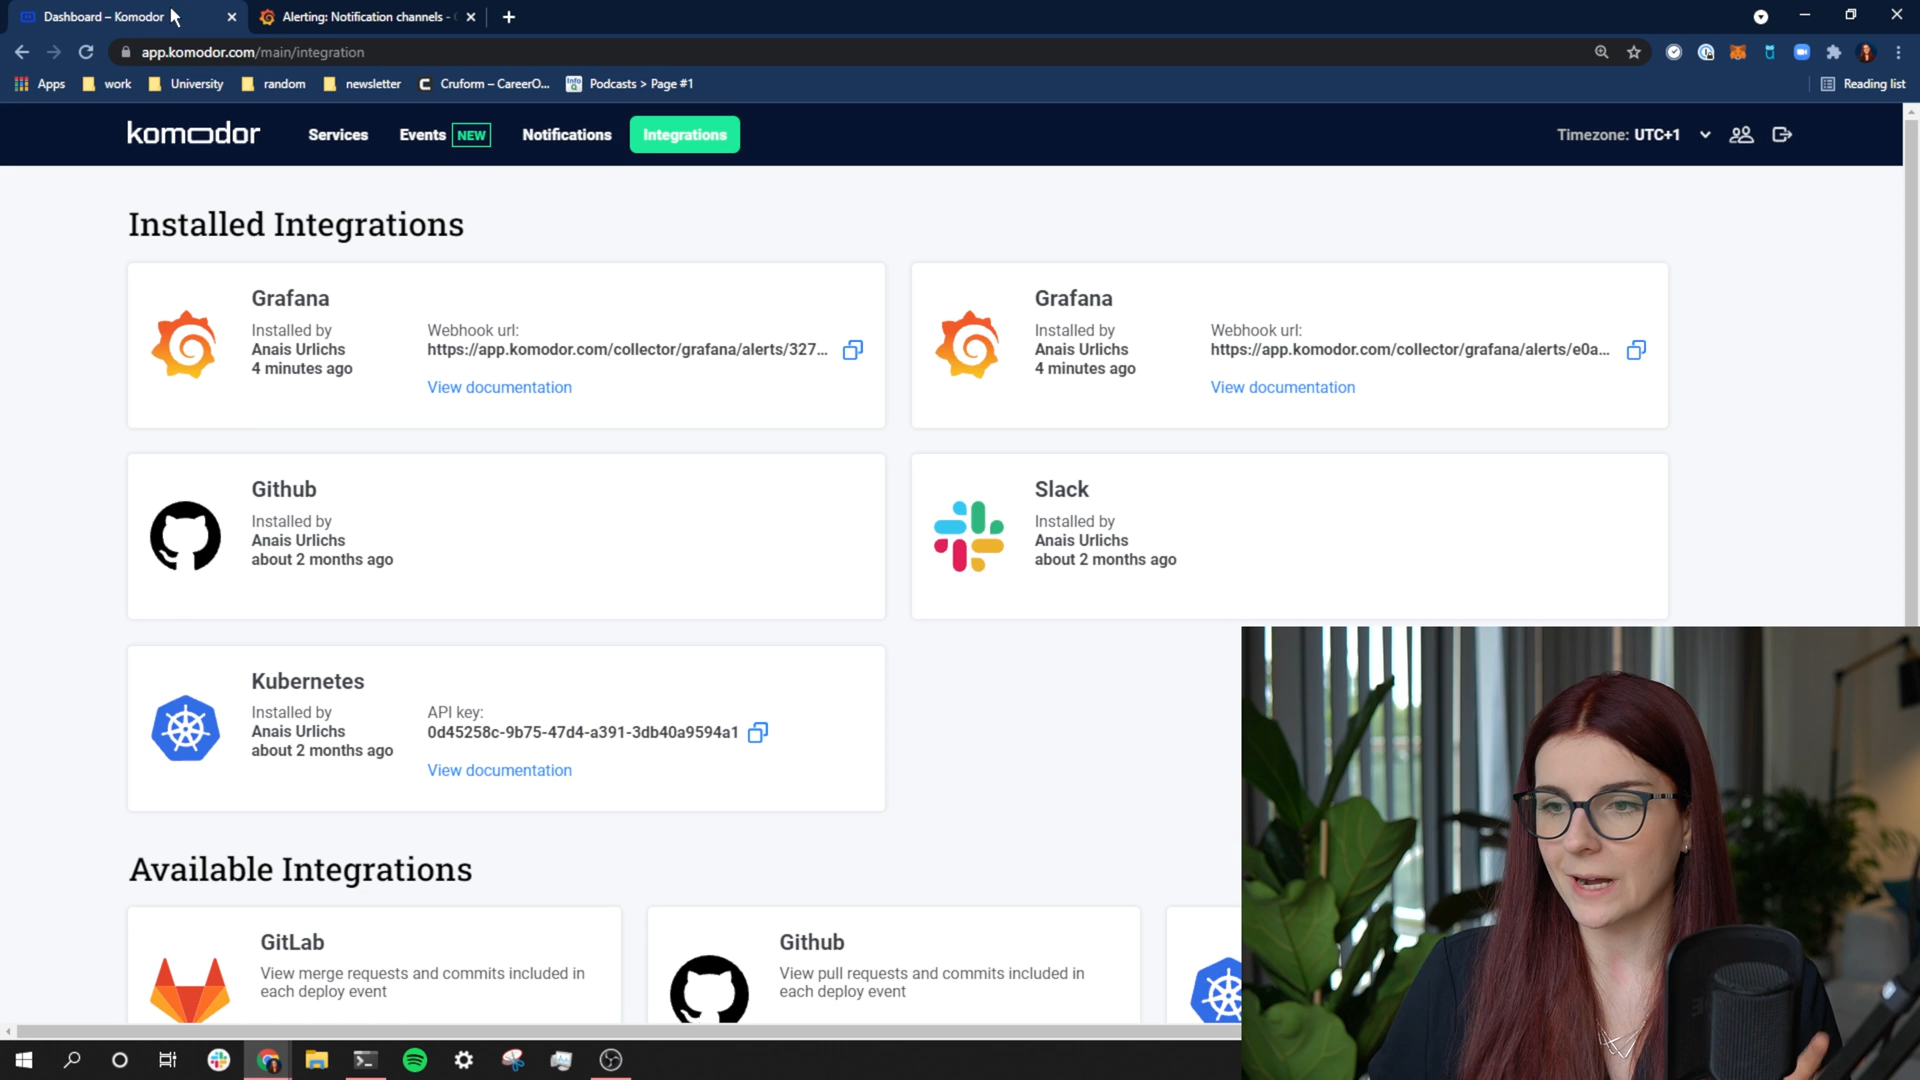 Dashboard – Komodor
Alerting: Notification channels -
app.komodor.com/main/integration
Apps
work
University
random
newsletter
Cruform – CareerO...
Podcasts > Page #1
Reading list
komodor
Services
Events NEW
Notifications
Integrations
Timezone: UTC+1
Installed Integrations
Grafana
Installed by
Anais Urlichs
4 minutes ago
Webhook url:
https://app.komodor.com/collector/grafana/alerts/327...
View documentation
Grafana
Installed by
Anais Urlichs
4 minutes ago
Webhook url:
https://app.komodor.com/collector/grafana/alerts/e0a...
View documentation
Github
Installed by
Anais Urlichs
about 2 months ago
Slack
Installed by
Anais Urlichs
about 2 months ago
Kubernetes
Installed by
Anais Urlichs
about 2 months ago
API key:
0d45258c-9b75-47d4-a391-3db40a9594a1
View documentation
Available Integrations
GitLab
View merge requests and commits included in
each deploy event
Github
View pull requests and commits included in
each deploy event